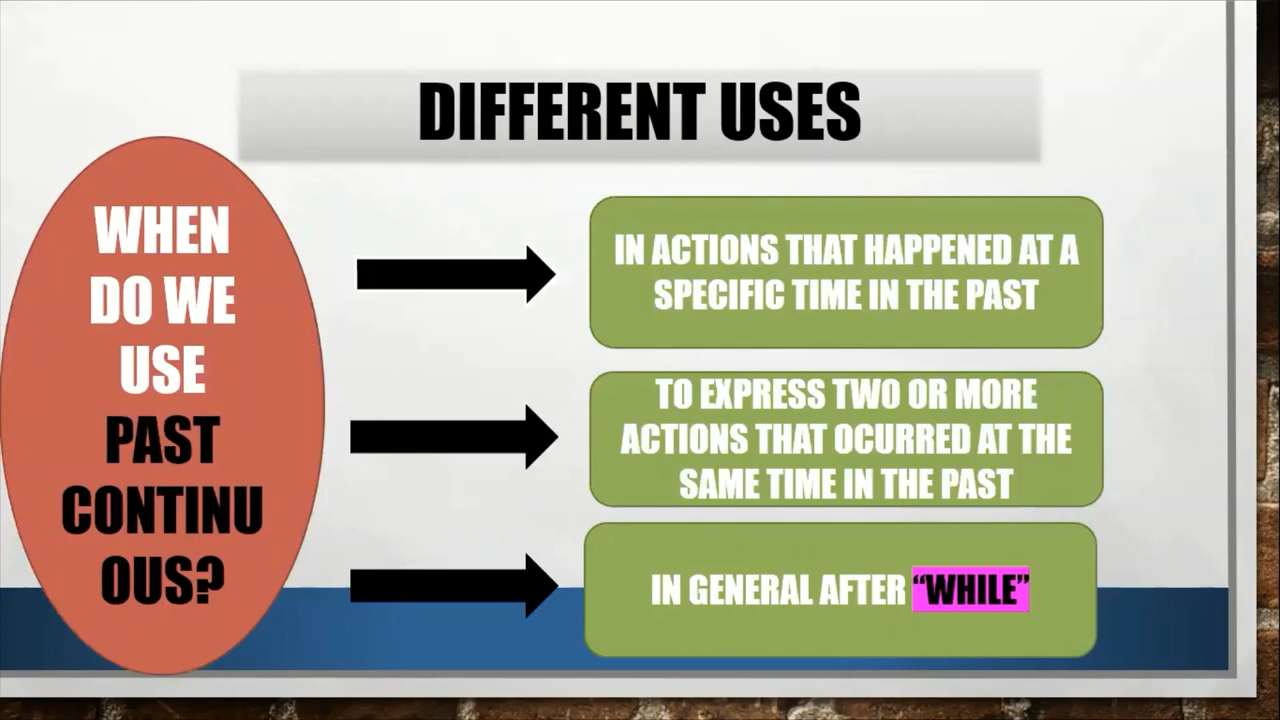 DIFFERENT USES
WHEN
DO WE
USE
PAST
CONTINU
OUS?
IN ACTIONS THAT HAPPENED AT A
SPECIFIC TIME IN THE PAST
TO EXPRESS TWO OR MORE
ACTIONS THAT OCURRED AT THE
SAME TIME IN THE PAST
IN GENERAL AFTER “WHILE”